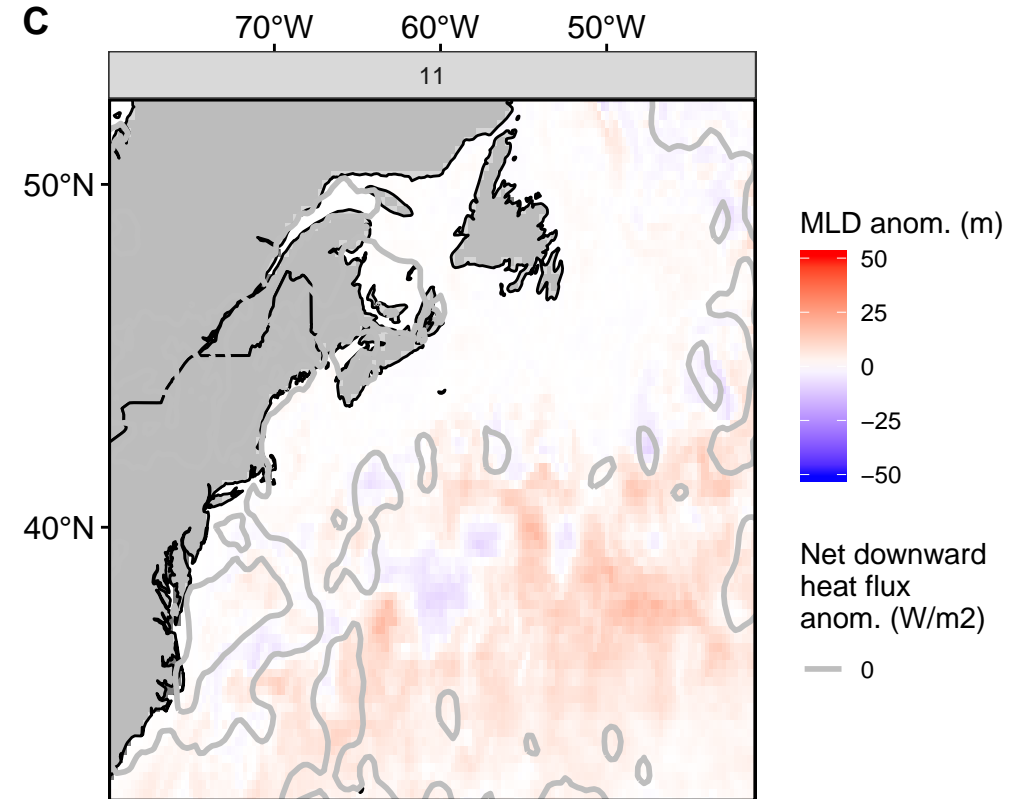 C
70°W 60°W 50°W
11
50°N
40°N
MLD anom. (m)
50
25
0
−25
−50
Net downward
heat flux
anom. (W/m2)
0